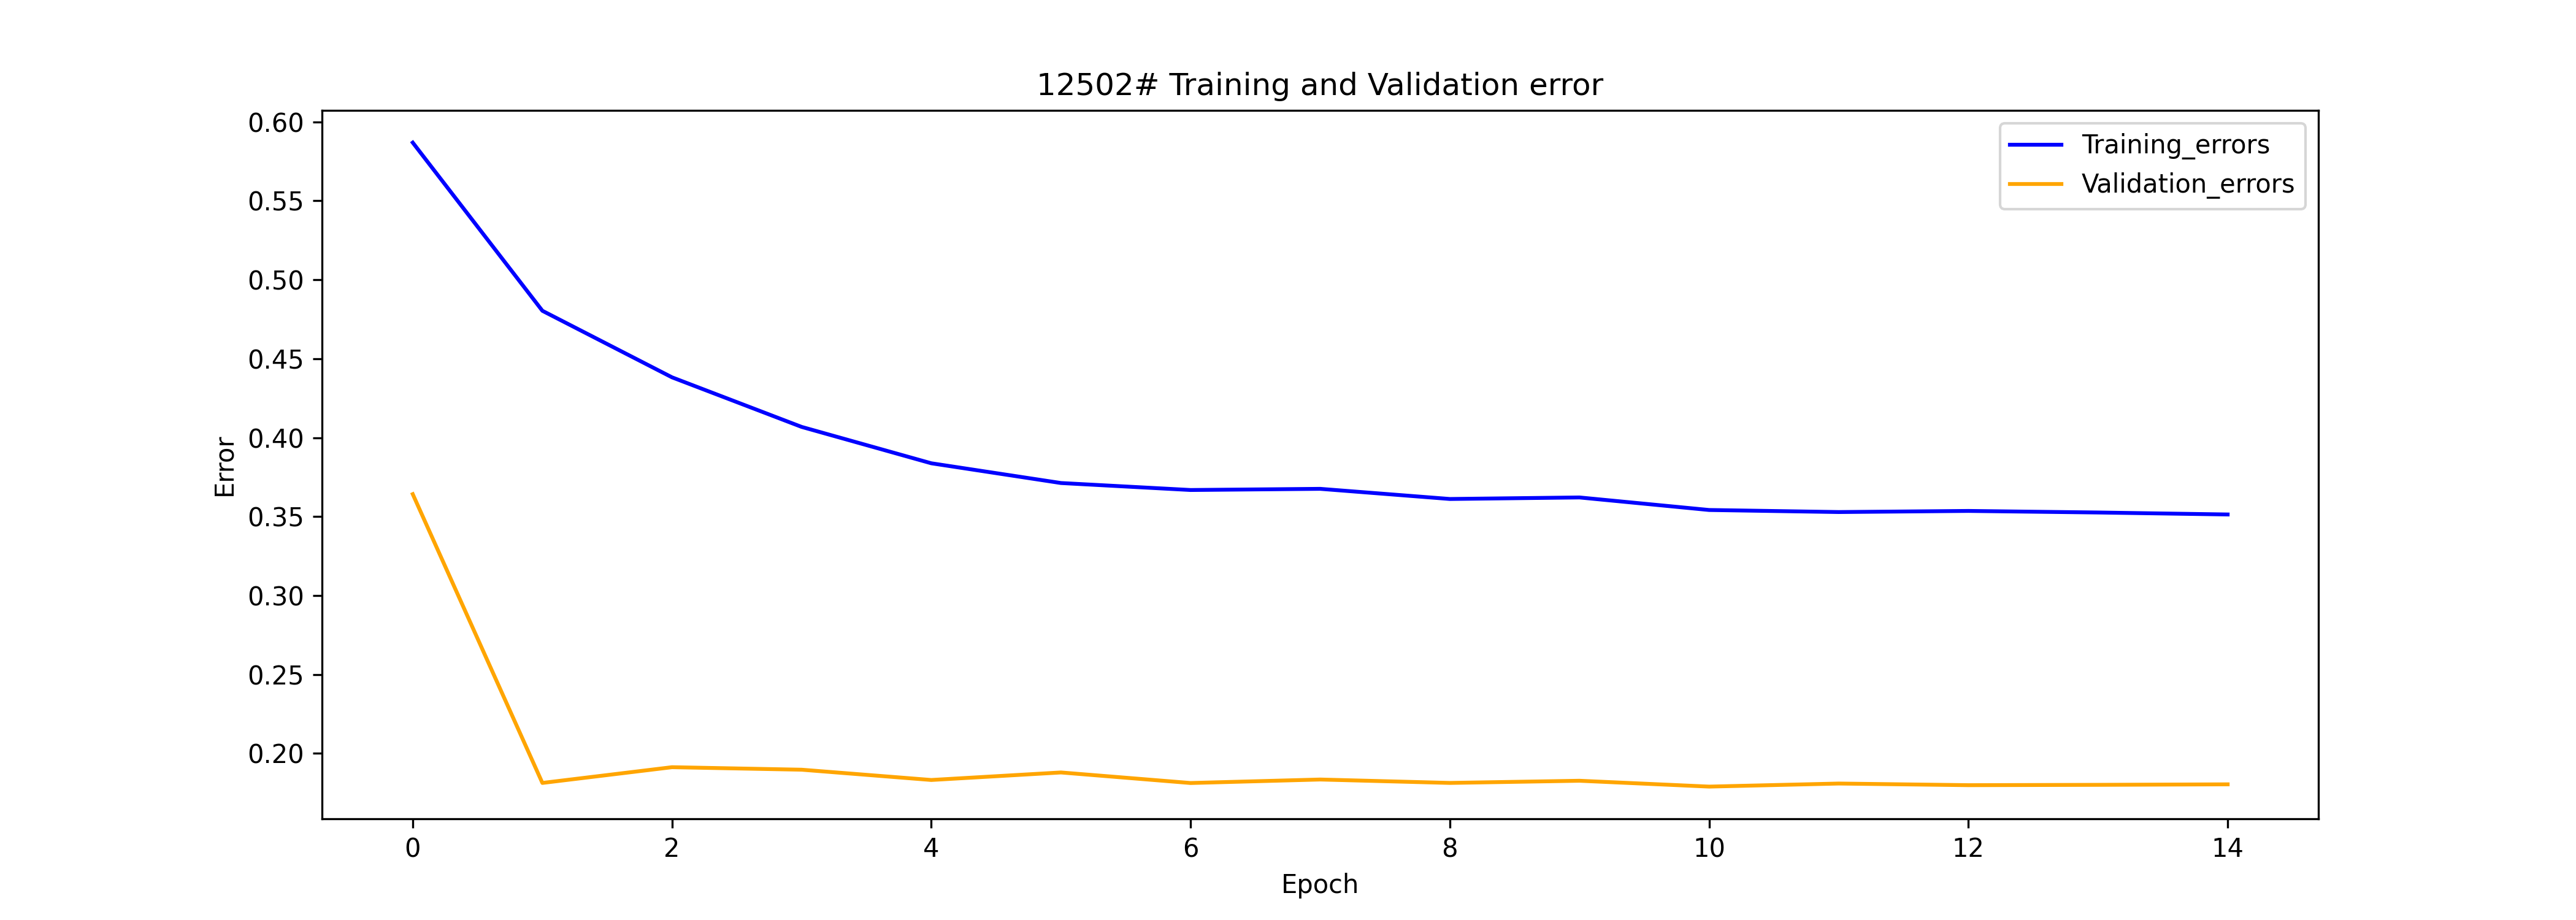 12502# Training and Validation error
Training_errors
Validation_errors
Error
0.60
0.55
0.50
0.45
0.40
0.35
0.30
0.25
0.20
0 2 4 6 8 10 12 14
Epoch